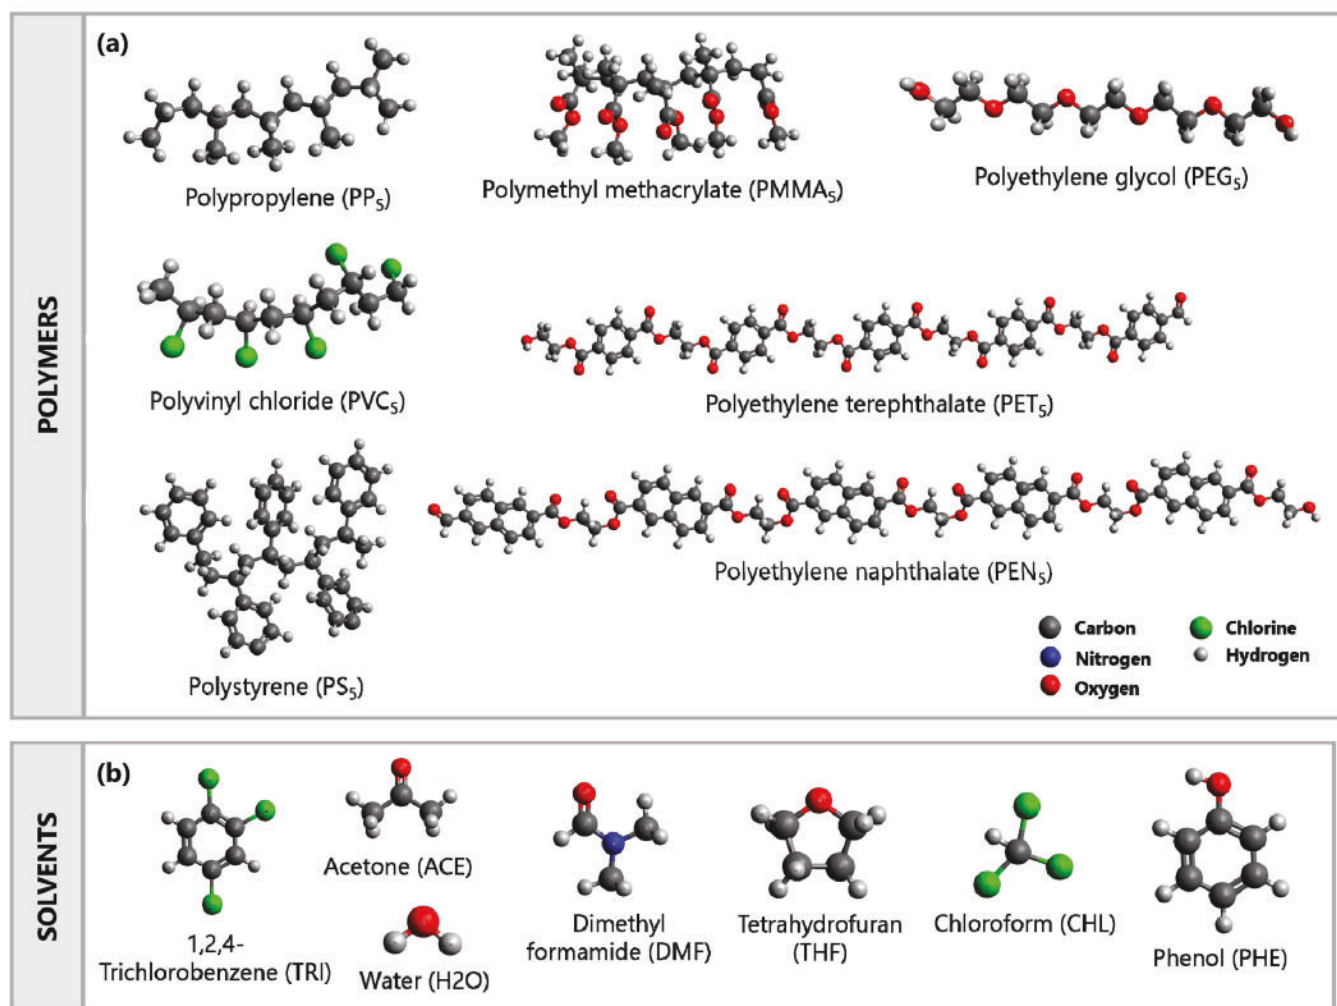 POLYMERS
(a)
Polypropylene (PP₅)
Polymethyl methacrylate (PMMA₅)
Polyethylene glycol (PEG₅)
Polyvinyl chloride (PVC₅)
Polyethylene terephthalate (PET₅)
Polystyrene (PS₅)
Polyethylene naphthalate (PEN₅)
Carbon
Chlorine
Nitrogen
Hydrogen
Oxygen
SOLVENTS
(b)
1,2,4-
Trichlorobenzene (TRI)
Acetone (ACE)
Water (H2O)
Dimethyl
formamide (DMF)
Tetrahydrofuran
(THF)
Chloroform (CHL)
Phenol (PHE)